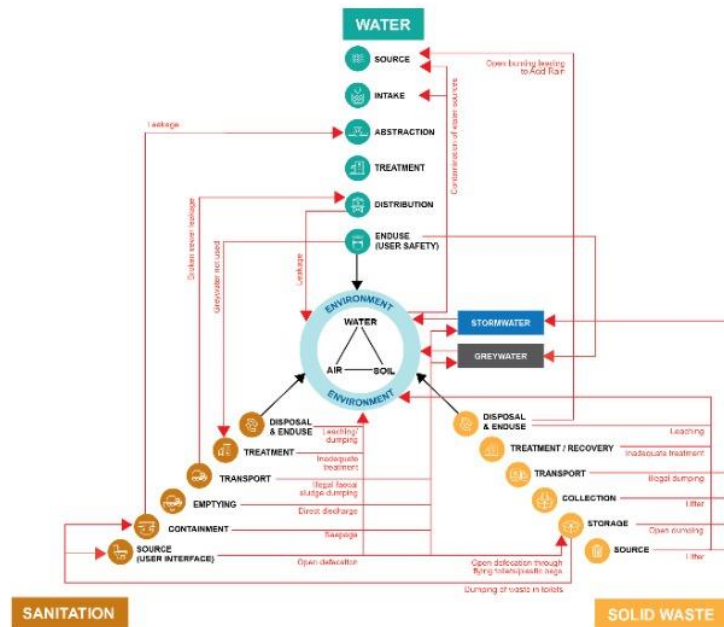 WATER
SOURCE
Open burning leading
to Acid Rain
INTAKE
Contamination of water sources
Leakage
ABSTRACTION
TREATMENT
Broken sewer leakage
DISTRIBUTION
Greywater not used
ENDUSE
(USER SAFETY)
Leakage
ENVIRONMENT
WATER
AIR
SOIL
ENVIRONMENT
STORMWATER
GREYWATER
DISPOSAL
& ENDUSE
Leaching/
dumping
TREATMENT
Inadequate
treatment
TRANSPORT
Illegal faecal
sludge dumping
EMPTYING
Direct discharge
CONTAINMENT
Seepage
SOURCE
(USER INTERFACE)
Open defecation
DISPOSAL
& ENDUSE
Leaching
TREATMENT / RECOVERY
Inadequate treatment
TRANSPORT
Illegal dumping
COLLECTION
Litter
STORAGE
Open dumping
SOURCE
Litter
Open defecation through
flying toilets/plastic bags
Dumping of waste in toilets
SANITATION
SOLID WASTE